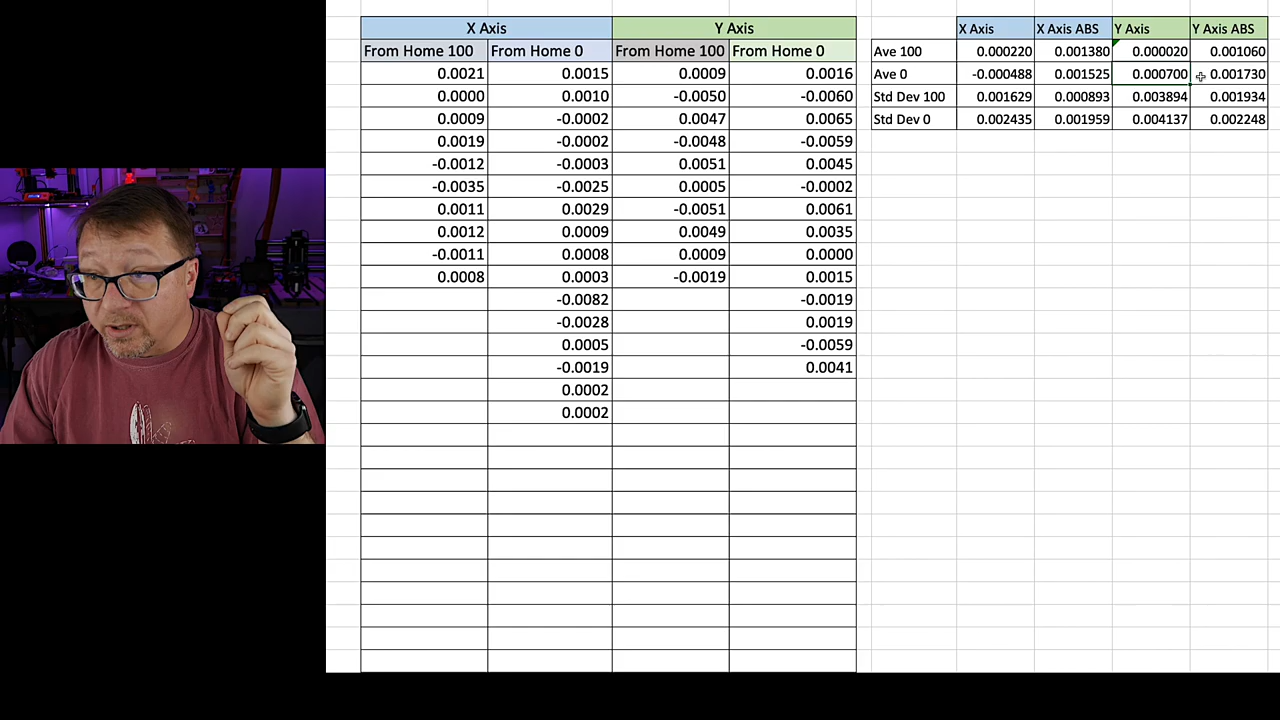 X Axis Y Axis
From Home 100 From Home 0 From Home 100 From Home 0
0.0021 0.0015 0.0009 0.0016
0.0000 0.0010 -0.0050 -0.0060
0.0009 -0.0002 0.0047 0.0065
0.0019 -0.0002 -0.0048 -0.0059
-0.0012 -0.0003 0.0051 0.0045
-0.0035 -0.0025 0.0005 -0.0002
0.0011 0.0029 -0.0051 0.0061
0.0012 0.0009 0.0049 0.0035
-0.0011 0.0008 0.0009 0.0000
0.0008 0.0003 -0.0019 0.0015
-0.0082 -0.0019
-0.0028 0.0019
0.0005 -0.0059
-0.0019 0.0041
0.0002
0.0002
X Axis X Axis ABS Y Axis Y Axis ABS
Ave 100 0.000220 0.001380 0.000020 0.001060
Ave 0 -0.000488 0.001525 0.000700 0.001730
Std Dev 100 0.001629 0.000893 0.003894 0.001934
Std Dev 0 0.002435 0.001959 0.004137 0.002248